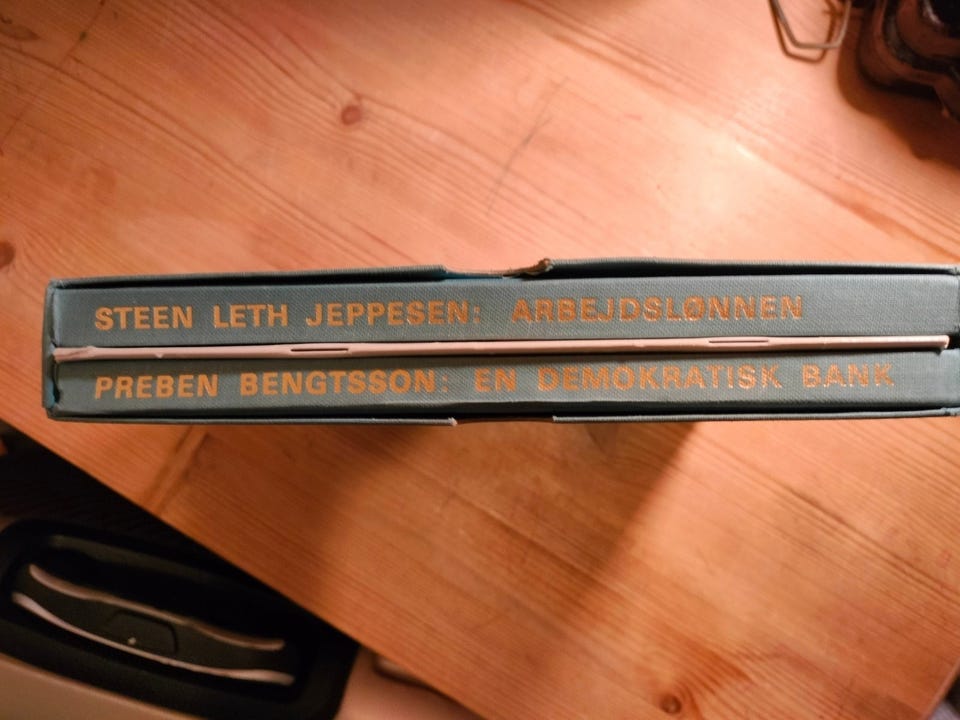 STEEN LETH JEPPESEN: ARBEJDSLØNNEN
PREBEN BENGTSSON: EN DEMOKRATISK BANK